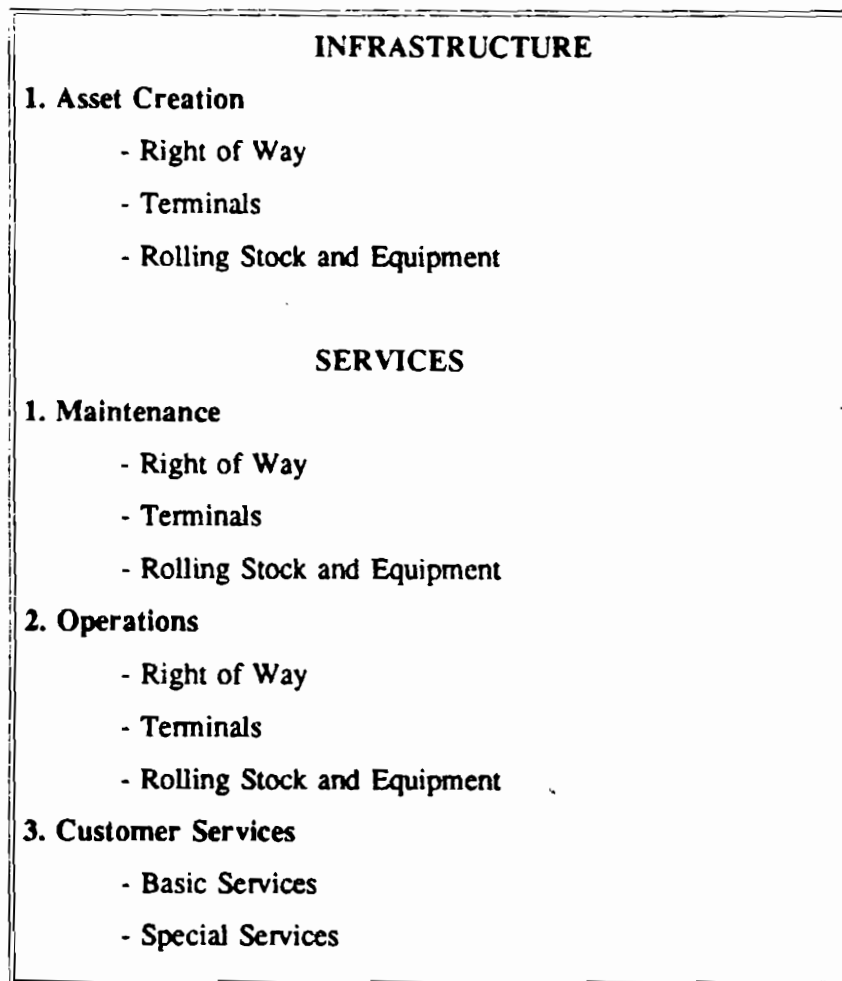 INFRASTRUCTURE
1. Asset Creation
- Right of Way
- Terminals
- Rolling Stock and Equipment
SERVICES
1. Maintenance
- Right of Way
- Terminals
- Rolling Stock and Equipment
2. Operations
- Right of Way
- Terminals
- Rolling Stock and Equipment
3. Customer Services
- Basic Services
- Special Services